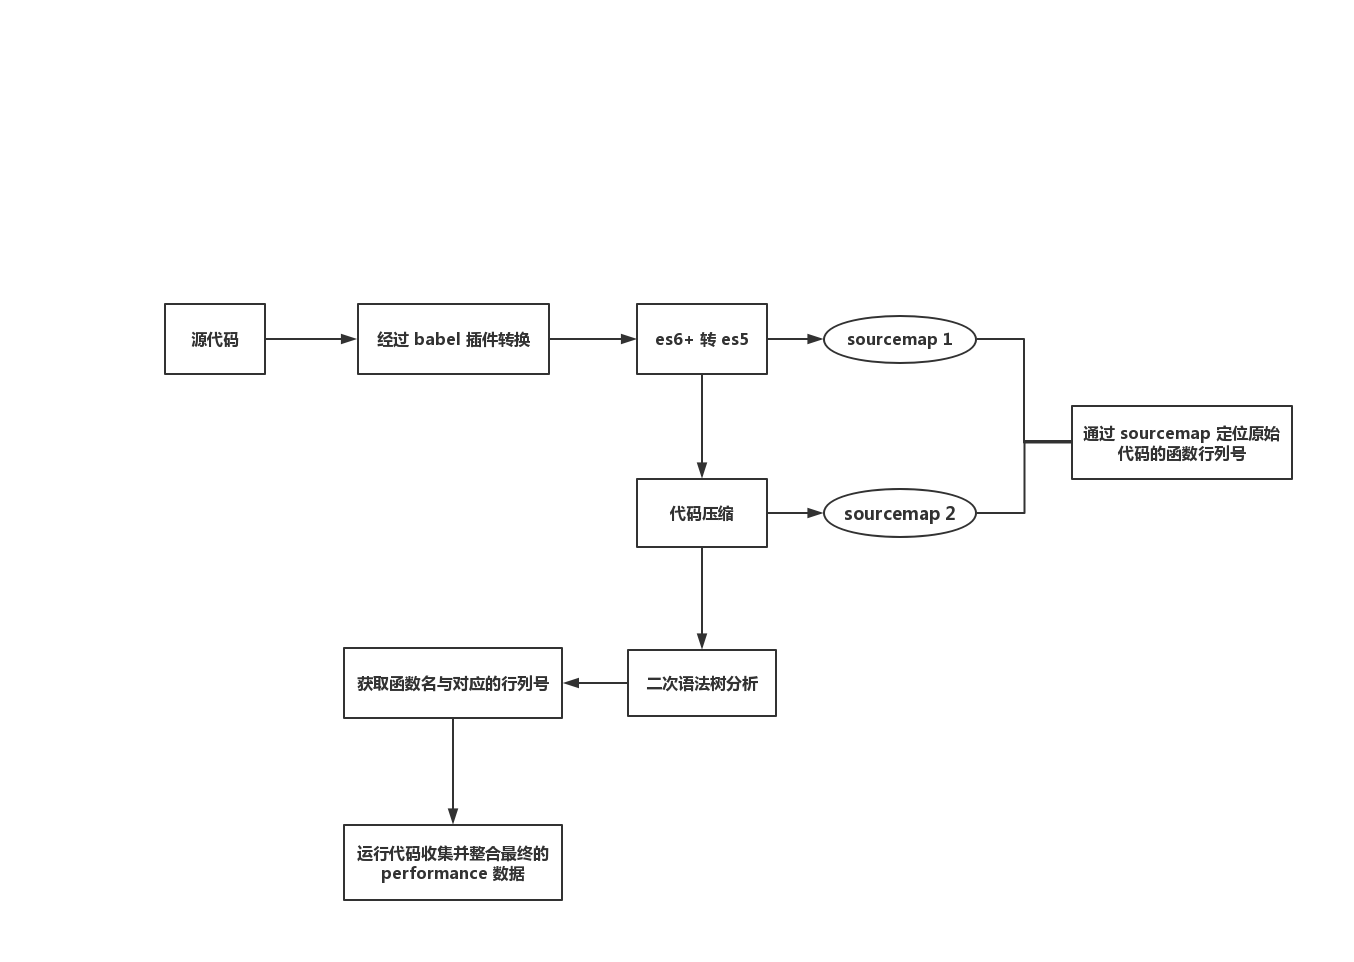 源代码
经过 babel 插件转换
es6+ 转 es5
sourcemap 1
通过 sourcemap 定位原始
代码的函数行列号
代码压缩
sourcemap 2
获取函数名与对应的行列号
二次语法树分析
运行代码收集并整合最终的
performance 数据